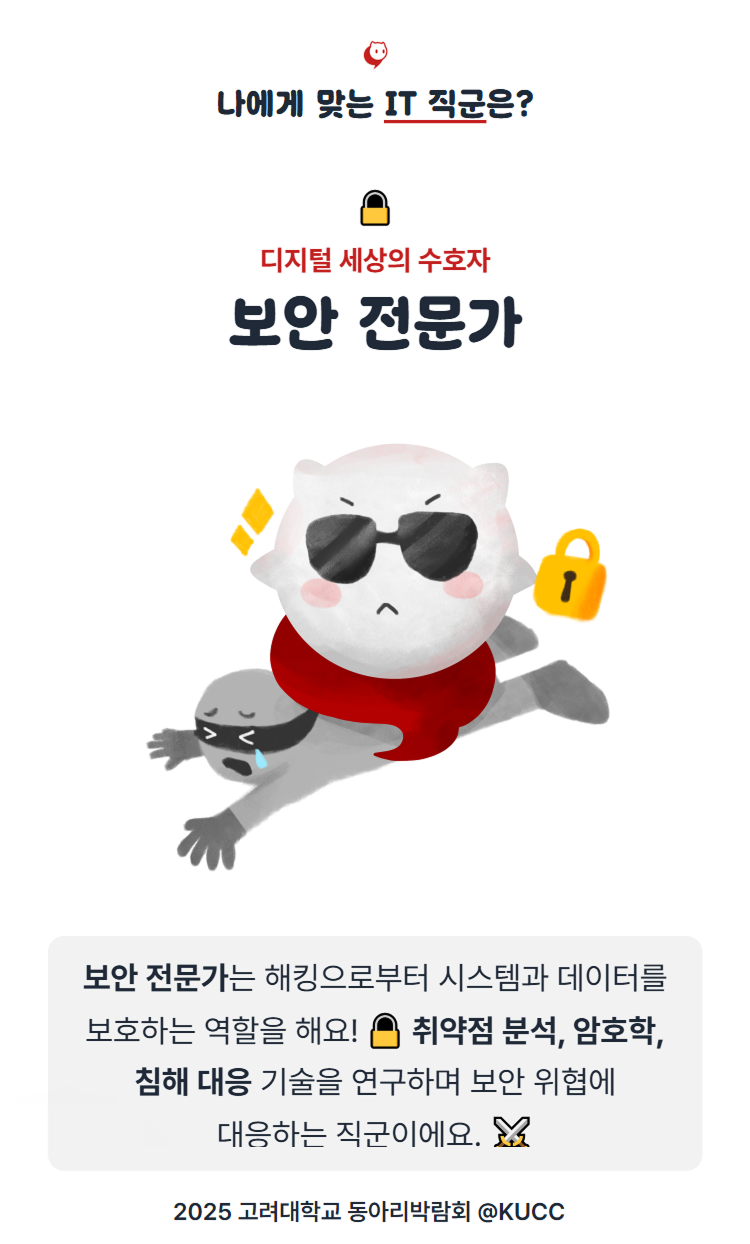 나에게 맞는 IT 직군은?
디지털 세상의 수호자
보안 전문가
보안 전문가는 해킹으로부터 시스템과 데이터를
보호하는 역할을 해요! 🔒 취약점 분석, 암호학,
침해 대응 기술을 연구하며 보안 위협에
대응하는 직군이에요. ⚔️
2025 고려대학교 동아리박람회 @KUCC